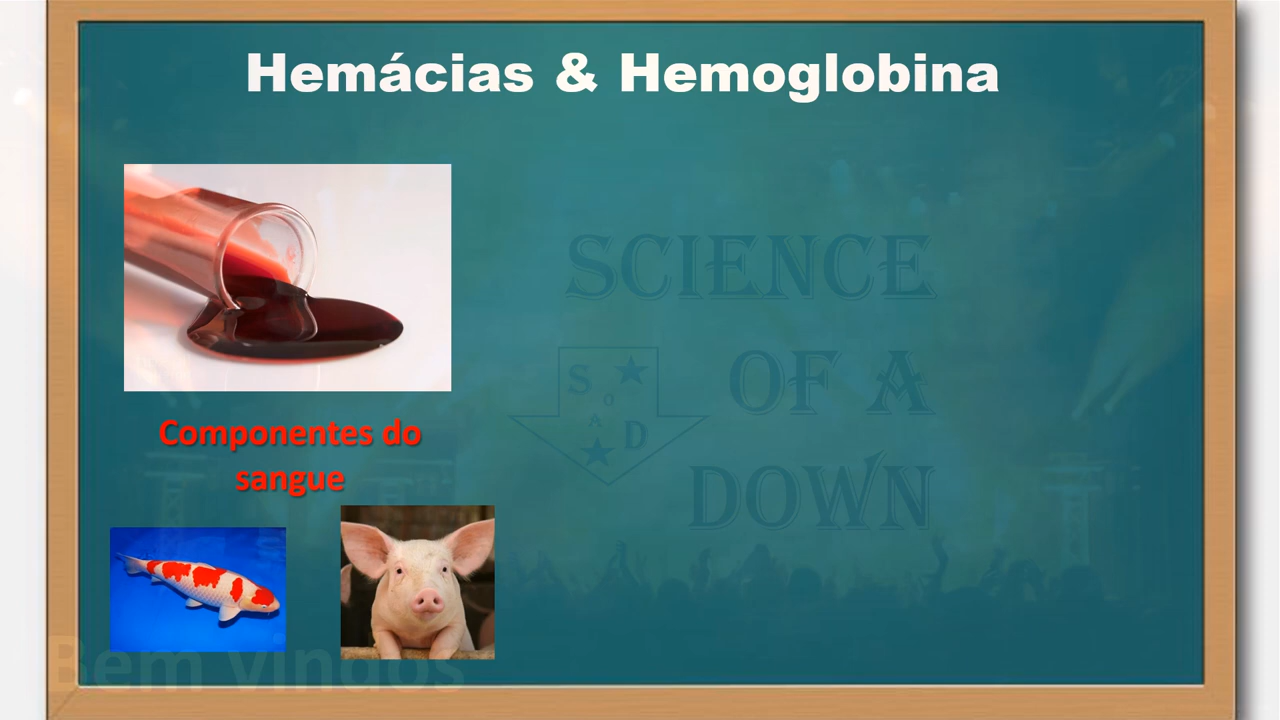 Hemácias & Hemoglobina
SCIENCE
OF A
DOWN
S
O
A
D
Componentes do
sangue
Bem vindos